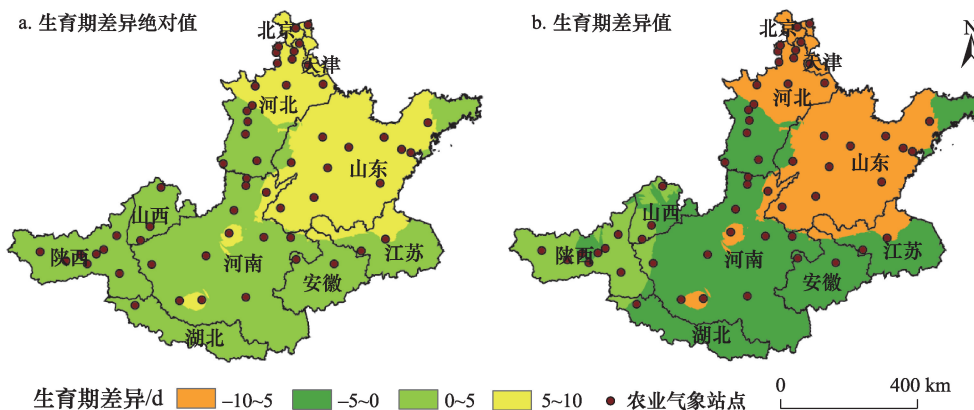 a. 生育期差异绝对值
北京
天津
河北
山东
山西
陕西
河南
江苏
安徽
湖北
b. 生育期差异值
N
北京
天津
河北
山东
山西
陕西
河南
江苏
安徽
湖北
生育期差异/d
–10~5
–5~0
0~5
5~10
农业气象站点
0
400 km